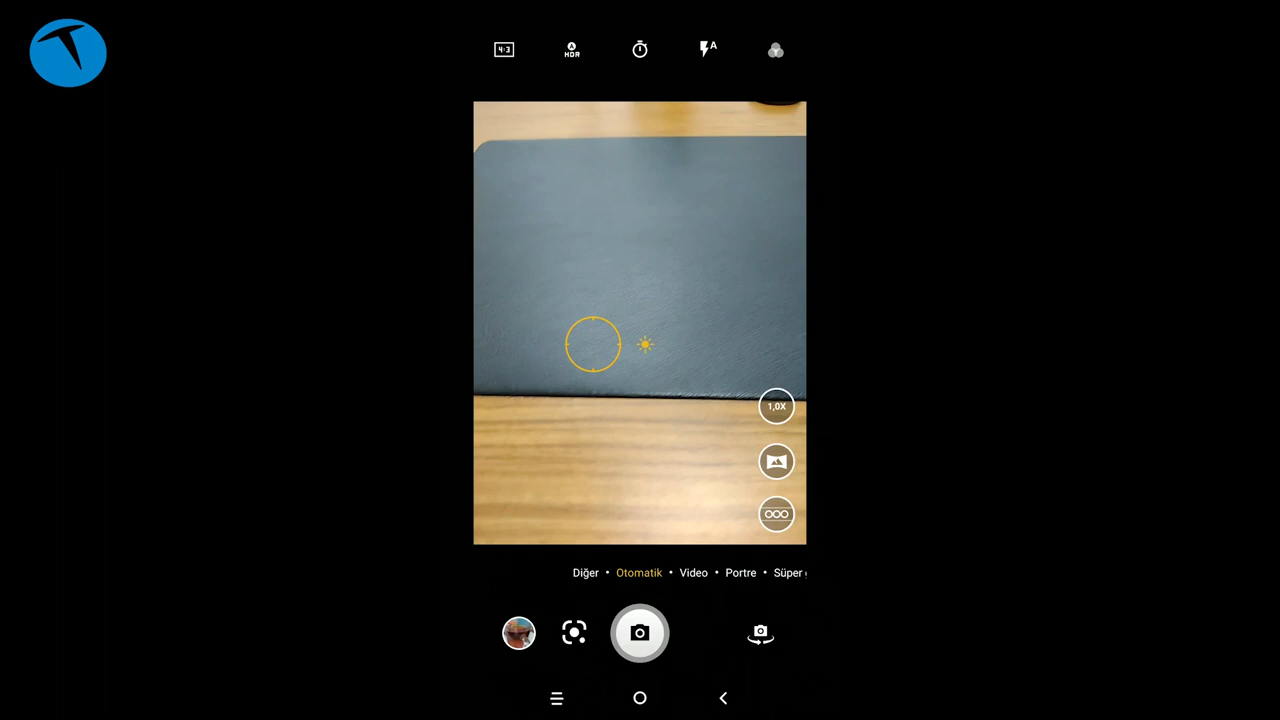 4:3
A
HDR
A
1,0X
Diğer • Otomatik • Video • Portre • Süper